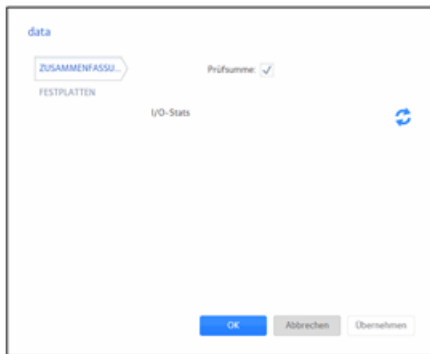 data
ZUSAMMENFASSU...
Prüfsumme:
FESTPLATTEN
I/O-Stats
OK
Abbrechen
Übernehmen